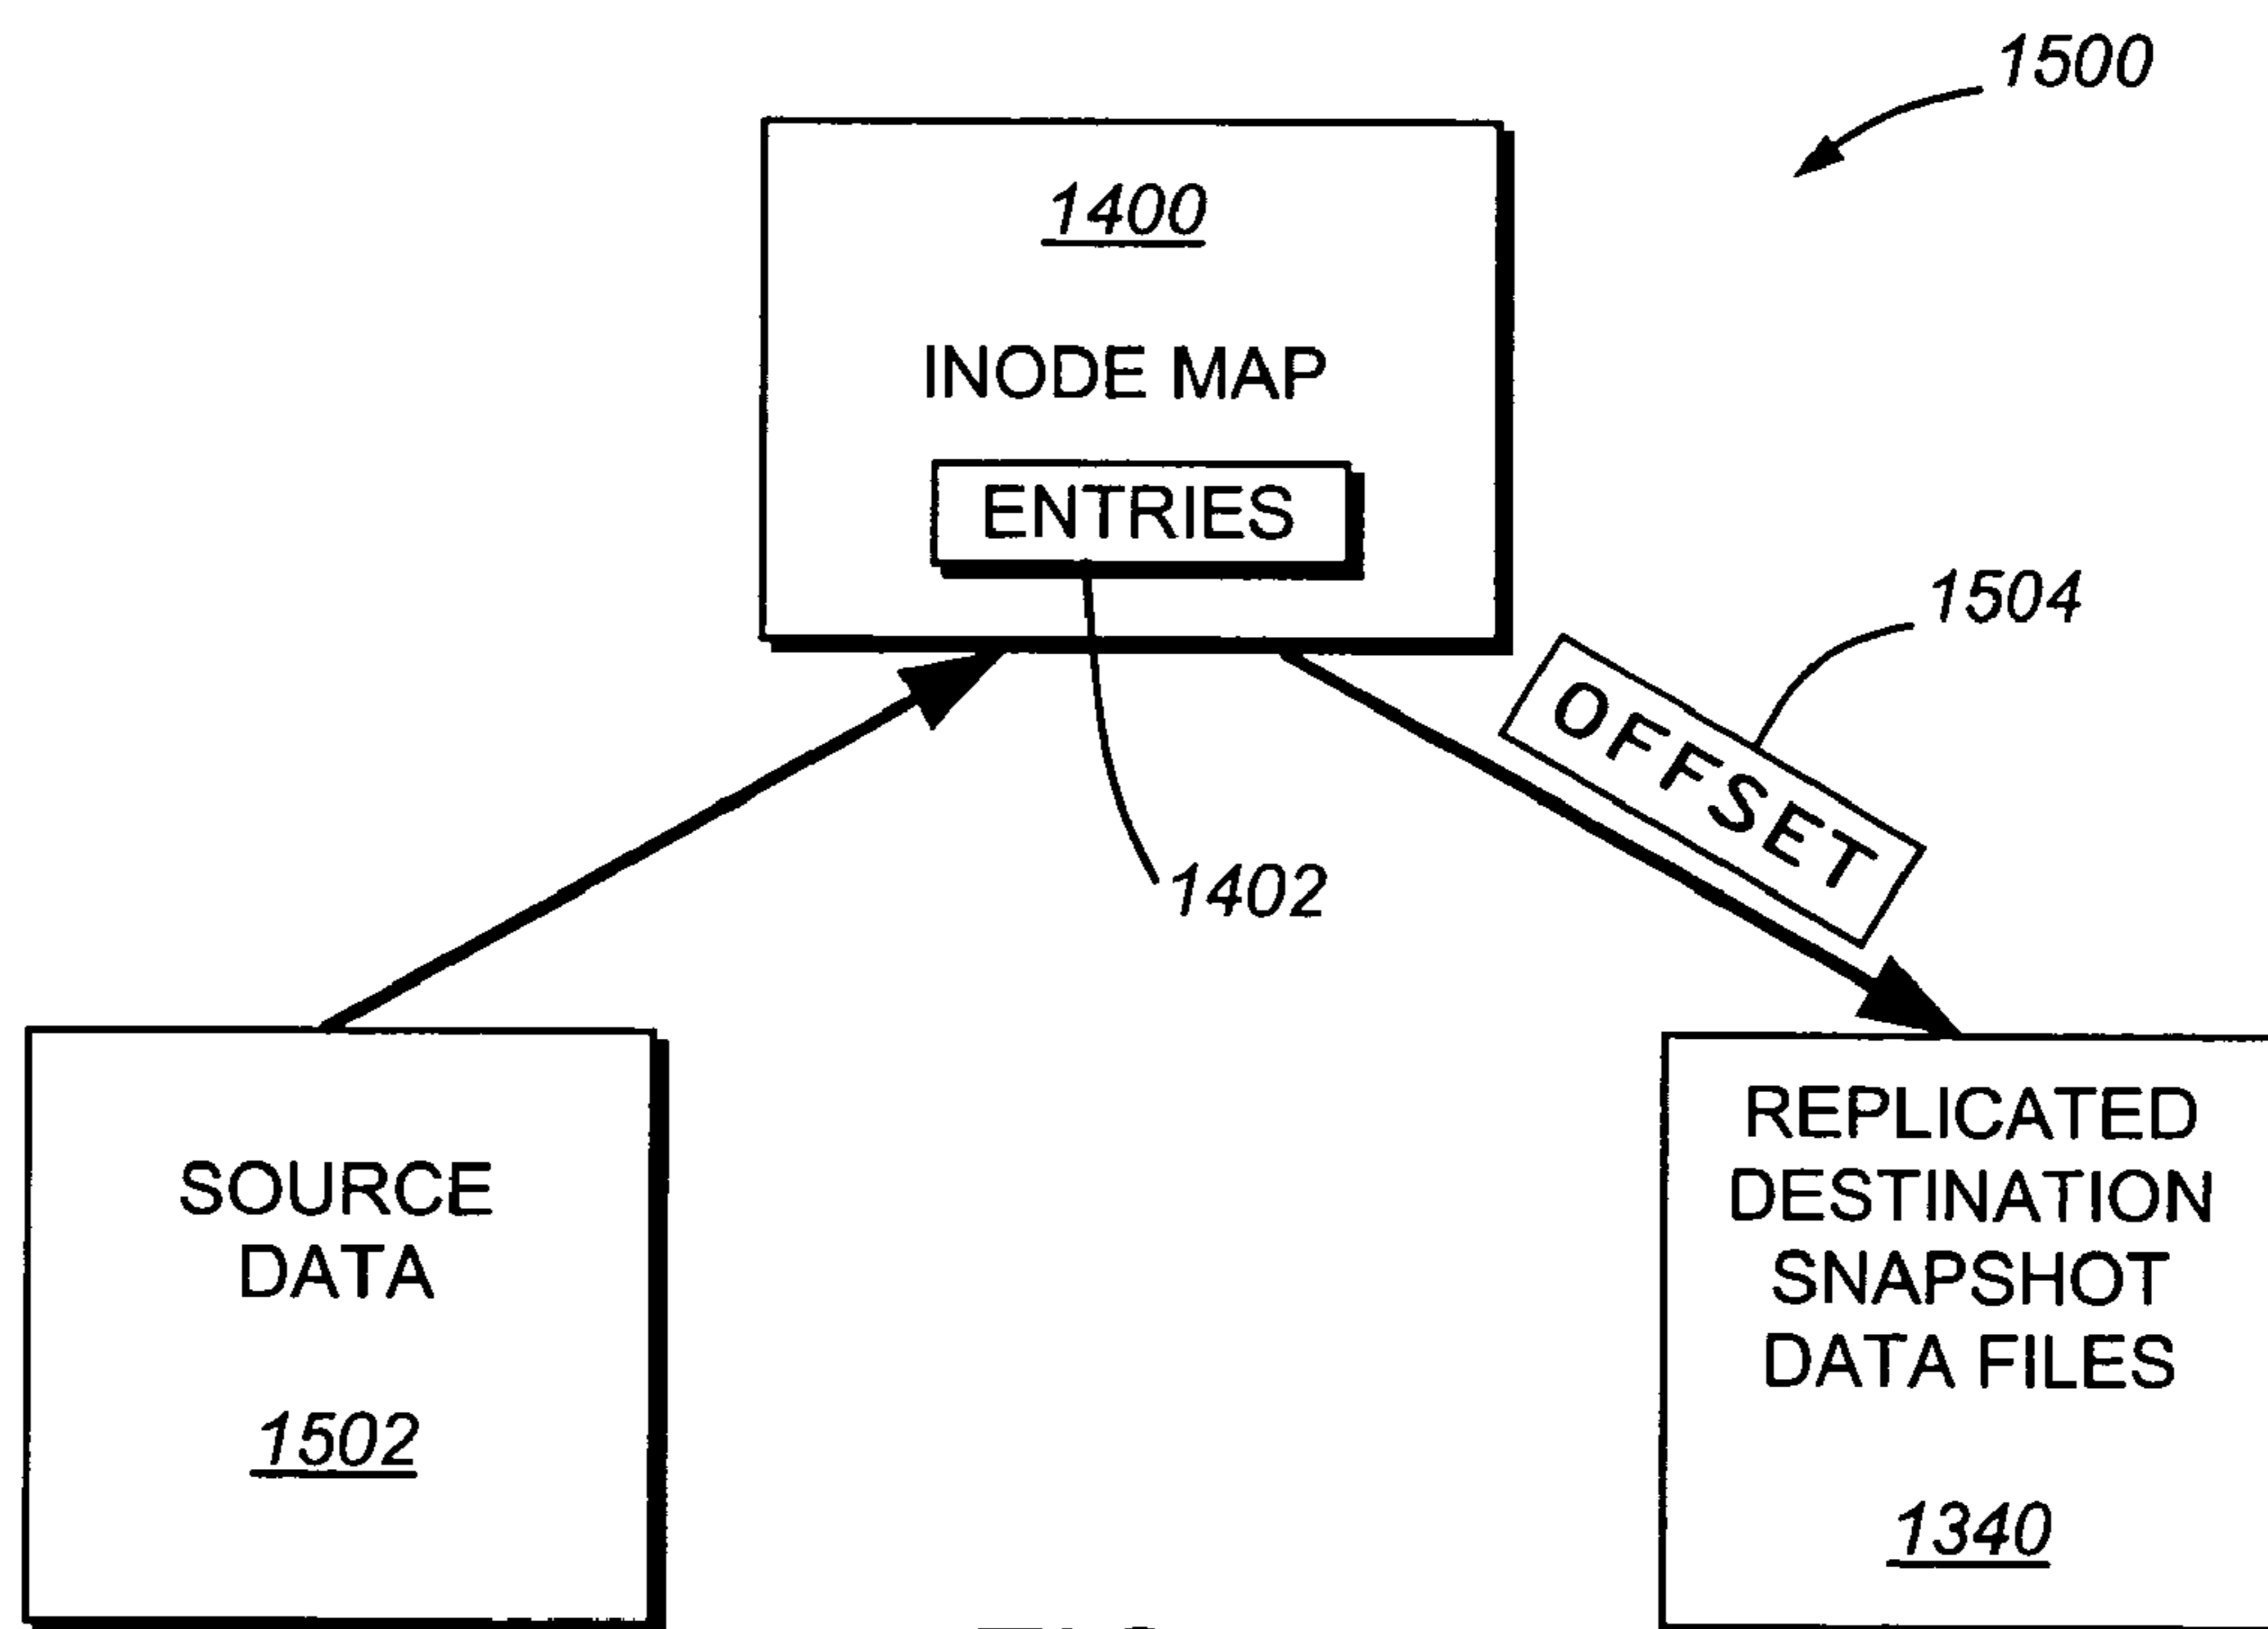 1500
1400
INODE MAP
ENTRIES
1504
OFFSET
1402
SOURCE
DATA
1502
REPLICATED
DESTINATION
SNAPSHOT
DATA FILES
1340